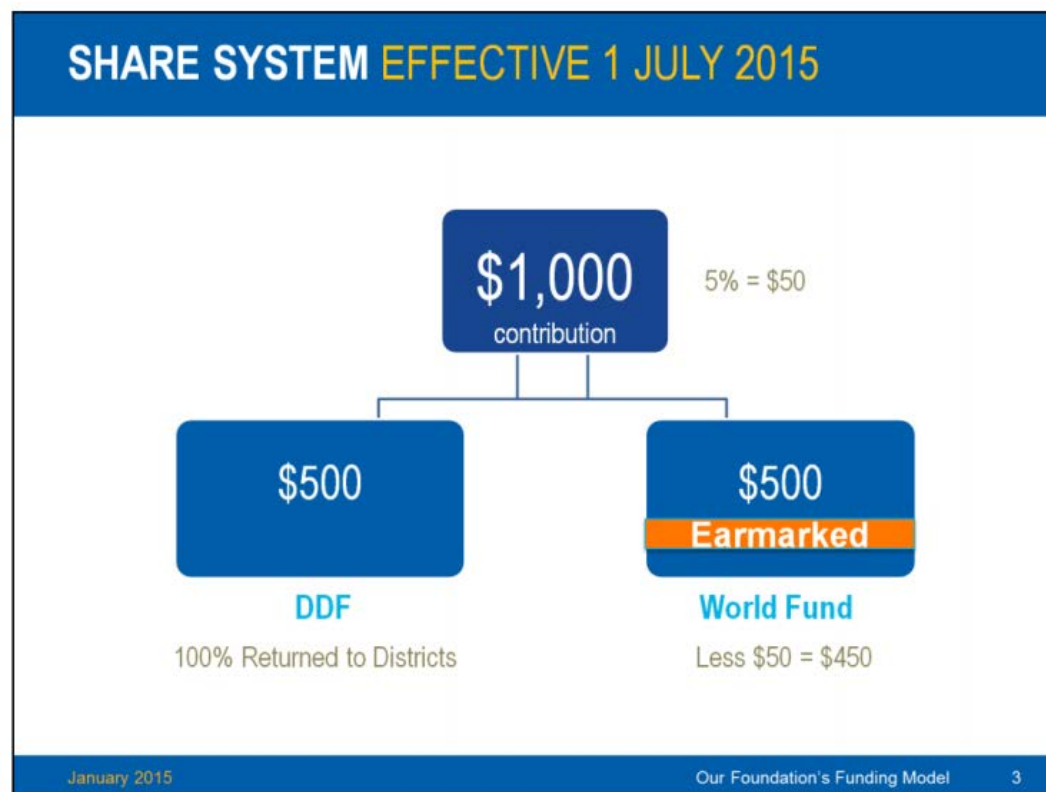 SHARE SYSTEM EFFECTIVE 1 JULY 2015
$1,000
contribution
5% = $50
$500
$500
Earmarked
DDF
World Fund
100% Returned to Districts
Less $50 = $450
January 2015
Our Foundation's Funding Model
3